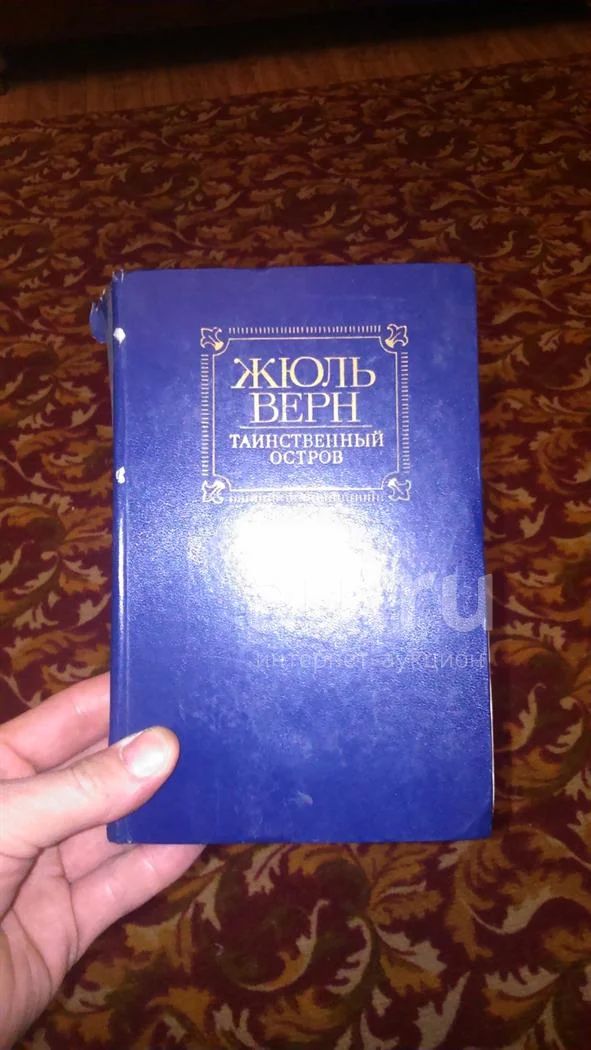 ЖЮЛЬ
ВЕРН
ТАИНСТВЕННЫЙ
ОСТРОВ
интернет-аукцион